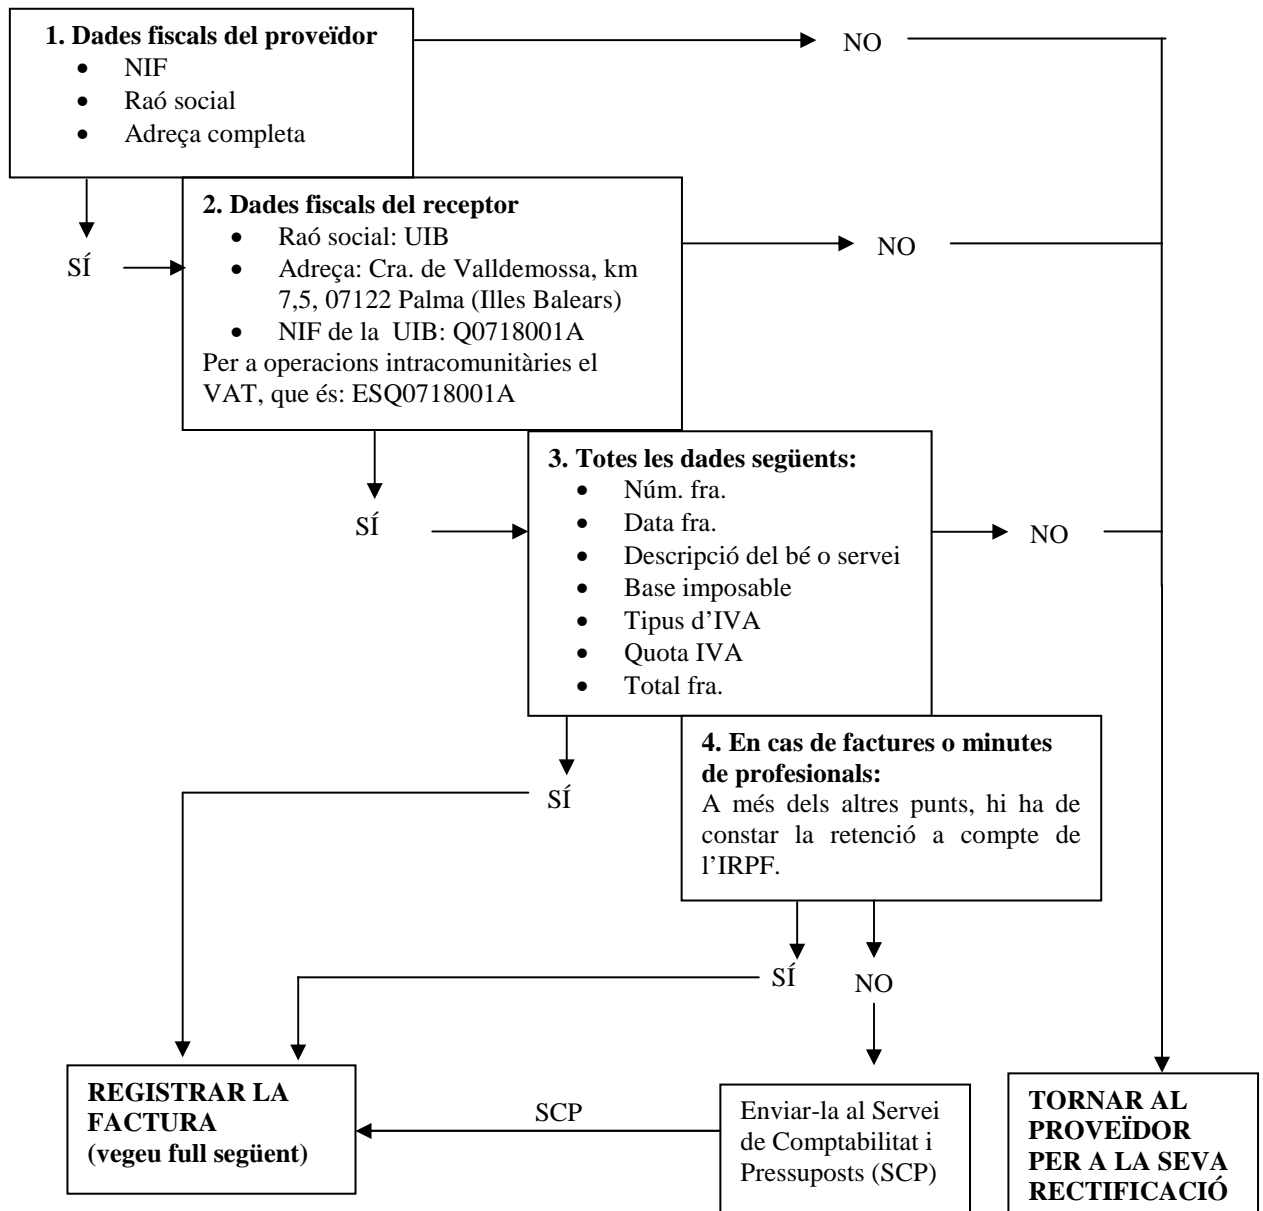 1. Dades fiscals del proveïdor
• NIF
• Raó social
• Adreça completa
NO
SÍ
2. Dades fiscals del receptor
• Raó social: UIB
• Adreça: Cra. de Valldemossa, km
7,5, 07122 Palma (Illes Balears)
• NIF de la UIB: Q0718001A
Per a operacions intracomunitàries el
VAT, que és: ESQ0718001A
NO
SÍ
3. Totes les dades següents:
• Núm. fra.
• Data fra.
• Descripció del bé o servei
• Base imposable
• Tipus d’IVA
• Quota IVA
• Total fra.
NO
SÍ
4. En cas de factures o minutes
de profesionals:
A més dels altres punts, hi ha de
constar la retenció a compte de
l’IRPF.
SÍ
NO
REGISTRAR LA
FACTURA
(vegeu full següent)
SCP
Enviar-la al Servei
de Comptabilitat i
Pressuposts (SCP)
TORNAR AL
PROVEÏDOR
PER A LA SEVA
RECTIFICACIÓ